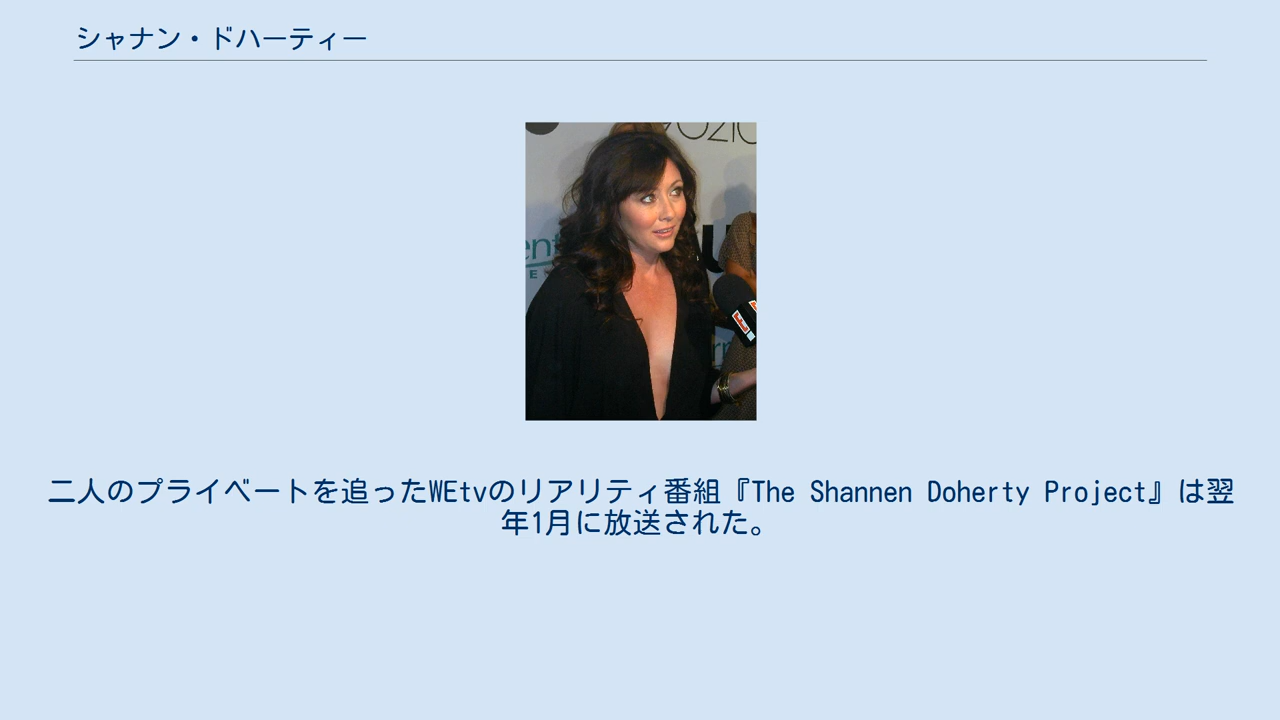 シャナン・ドハーティー
二人のプライベートを追ったWEtvのリアリティ番組『The Shannen Doherty Project』は翌
年1月に放送された。